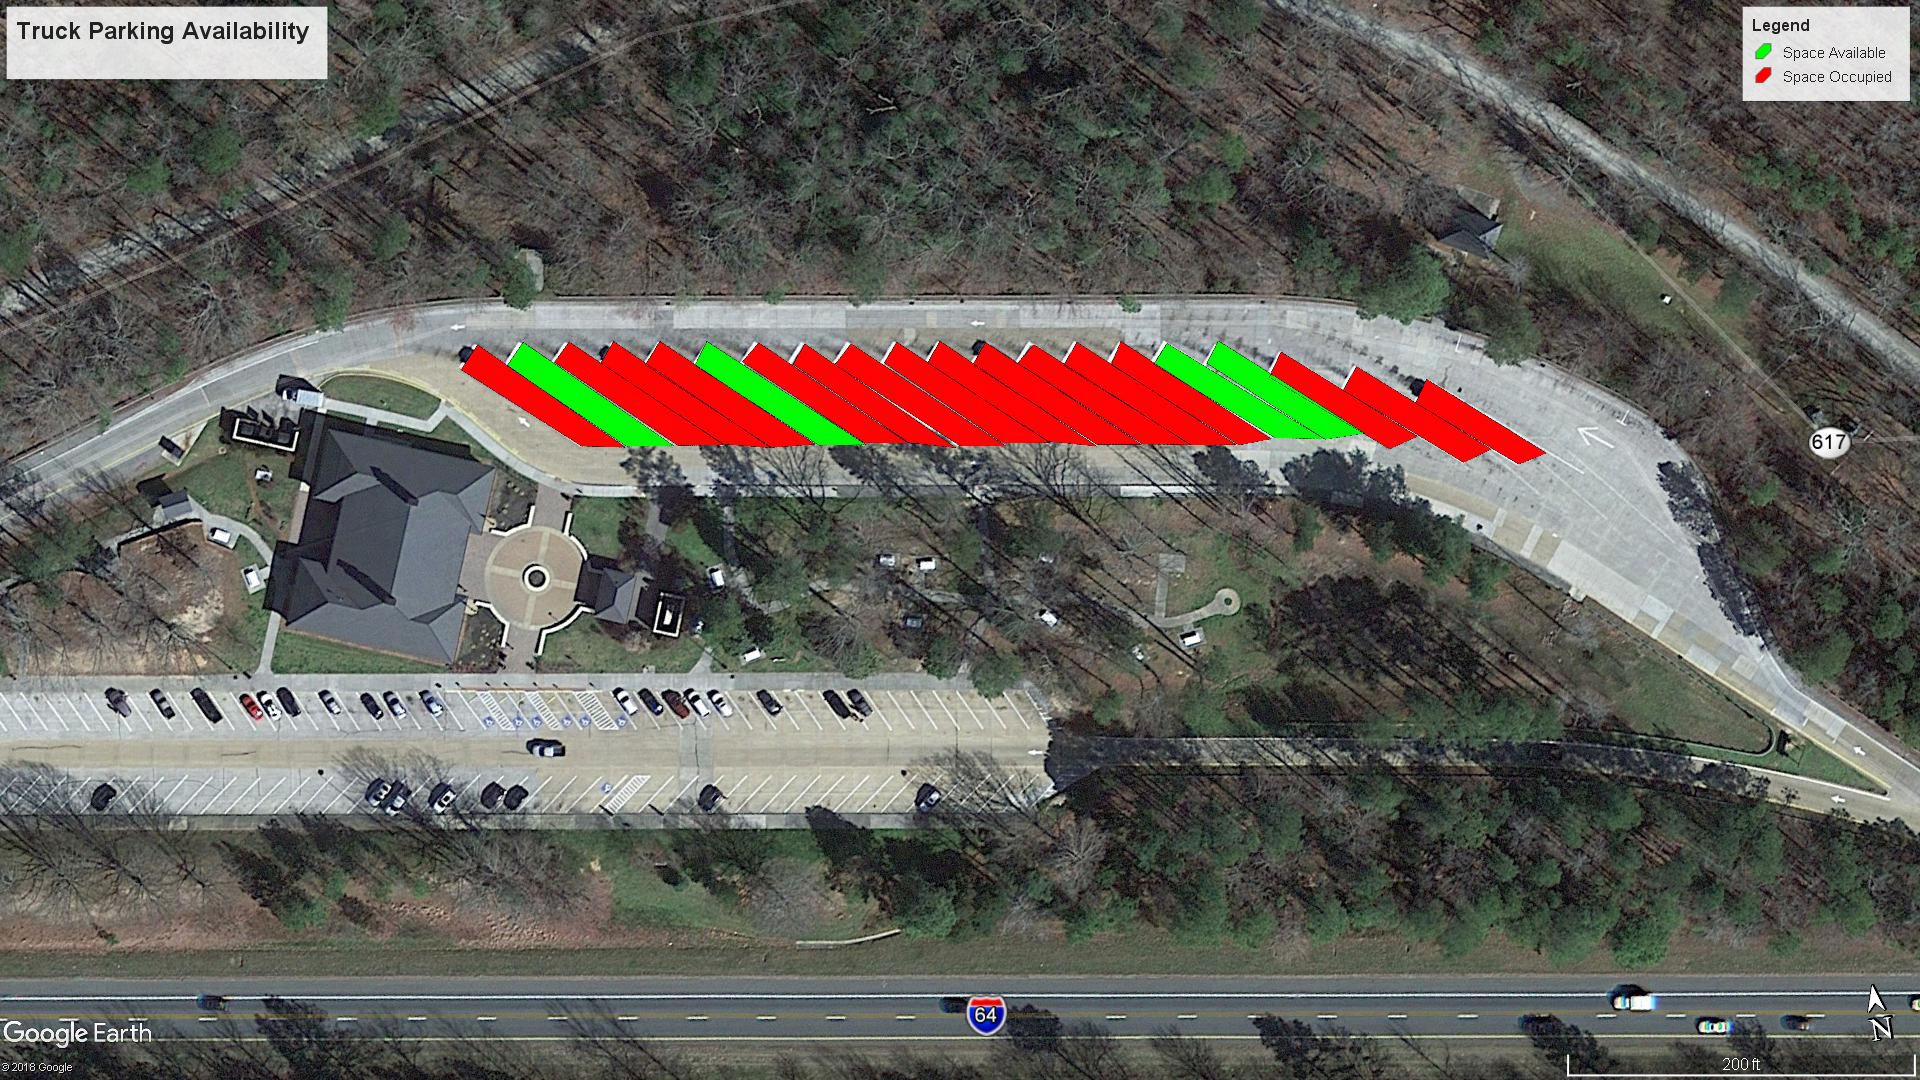 Truck Parking Availability
Legend
Space Available
Space Occupied
617
64
N
Google Earth
© 2018 Google
200 ft